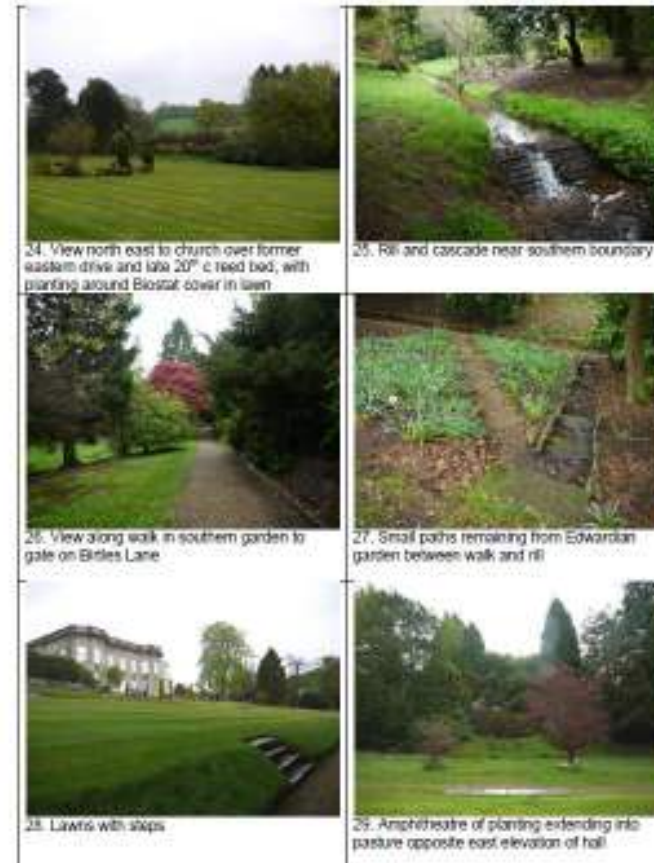 24. View north east to church over former
eastern drive and late 20th c reed bed, with
planting around Biostat cover in lawn
25. Rill and cascade near southern boundary
26. View along walk in southern garden to
gate on Birtles Lane
27. Small paths remaining from Edwardian
garden between walk and rill
28. Lawns with steps
29. Amphitheatre of planting extending into
pasture opposite east elevation of hall